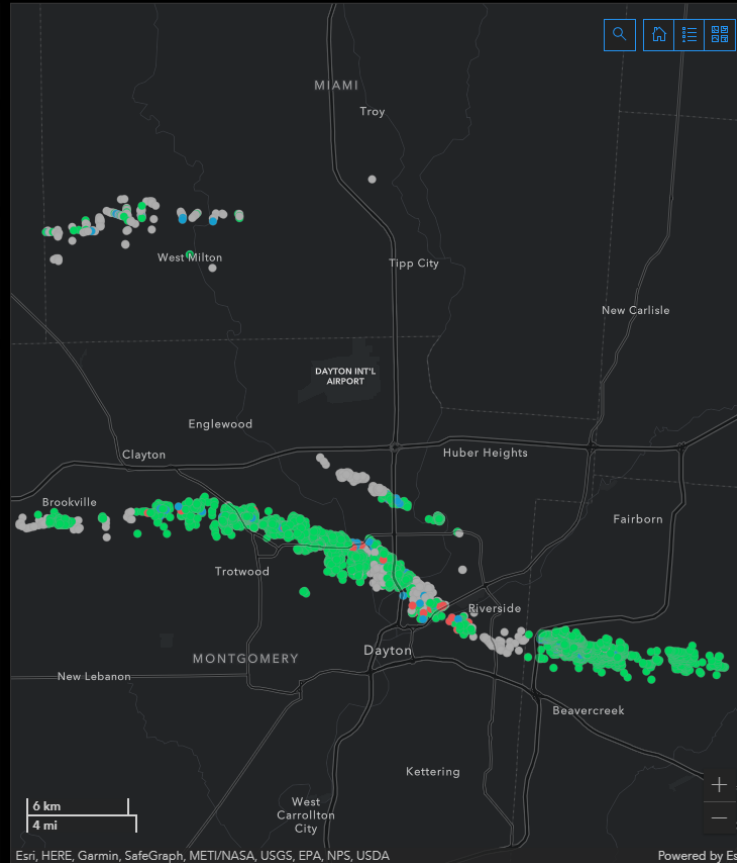 MIAMI
Troy
West Milton
Tipp City
New Carlisle
DAYTON INT'L
AIRPORT
Englewood
Clayton
Huber Heights
Brookville
Fairborn
Trotwood
Riverside
Dayton
MONTGOMERY
New Lebanon
Beavercreek
Kettering
West
Carrollton
City
6 km
4 mi
Esri, HERE, Garmin, SafeGraph, METI/NASA, USGS, EPA, NPS, USDA
Powered by Es